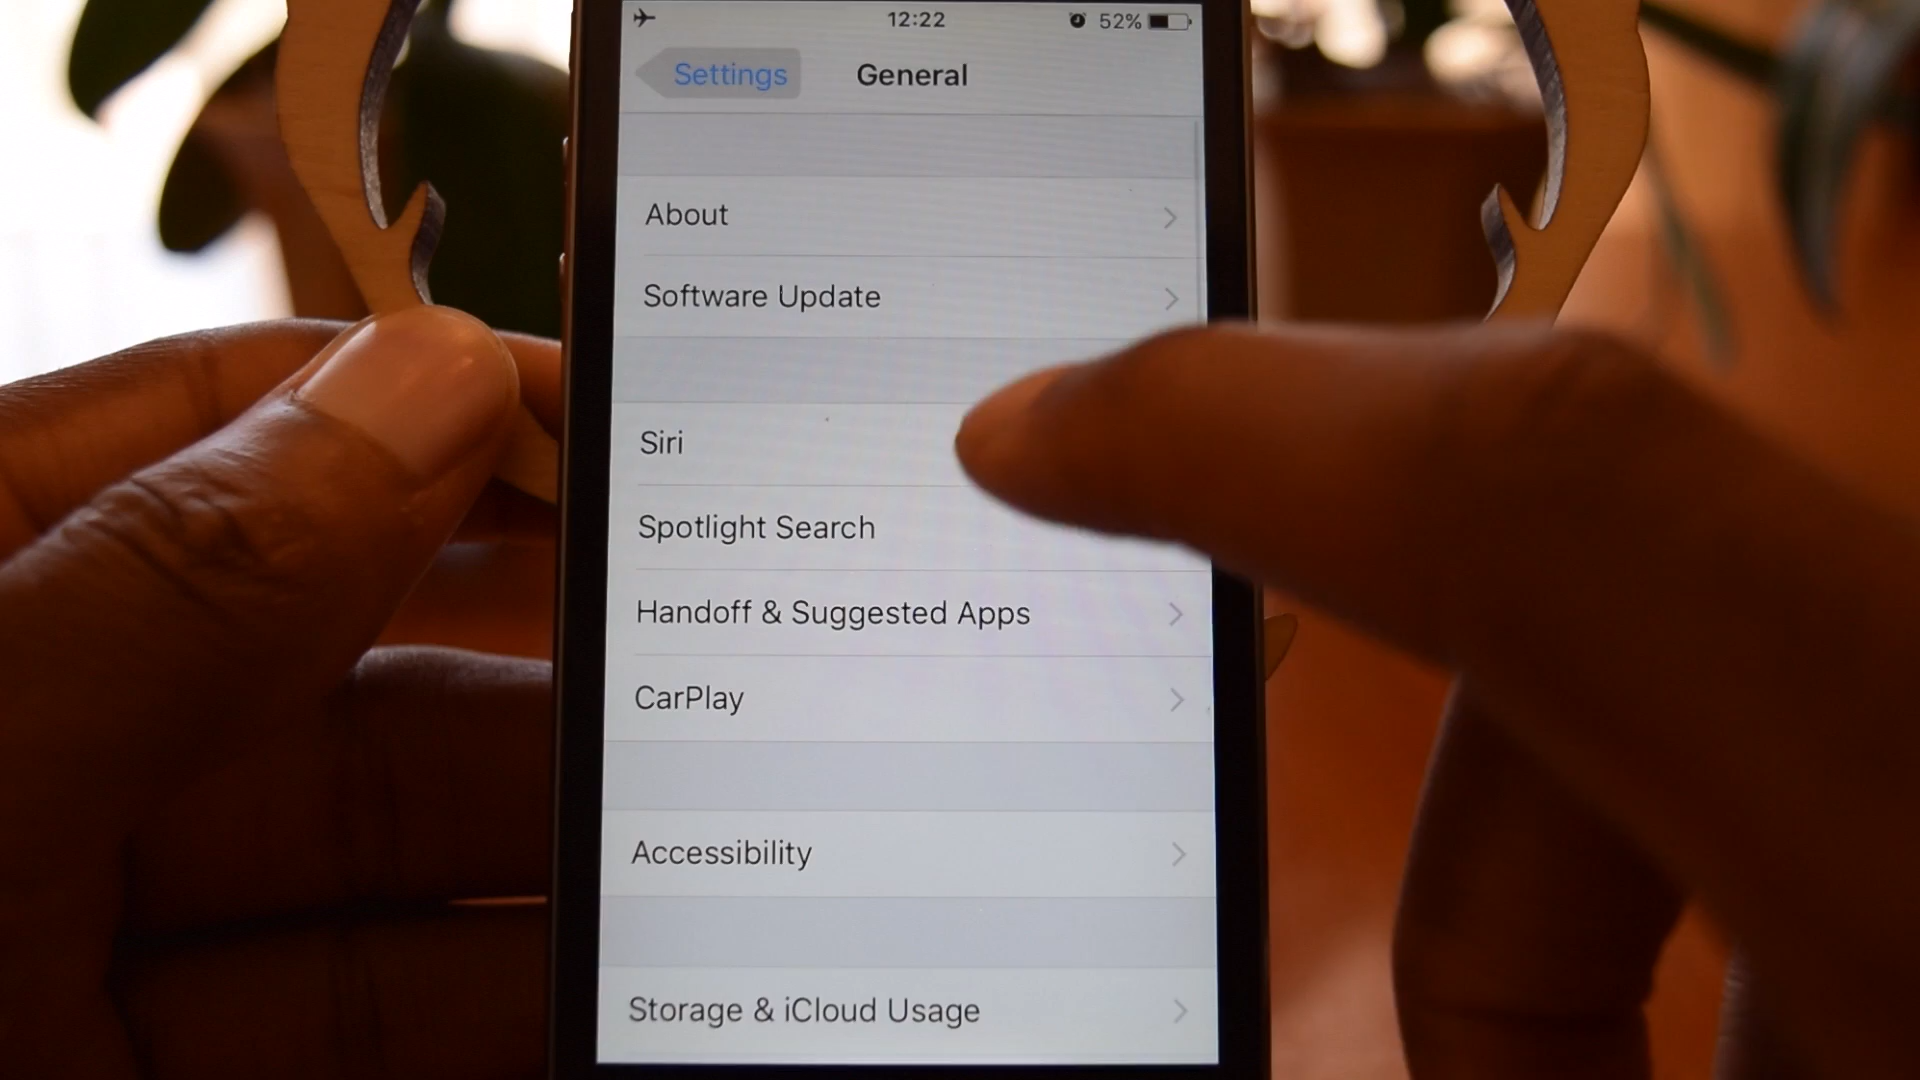 12:22 52%
Settings General
About
Software Update
Siri
Spotlight Search
Handoff & Suggested Apps
CarPlay
Accessibility
Storage & iCloud Usage